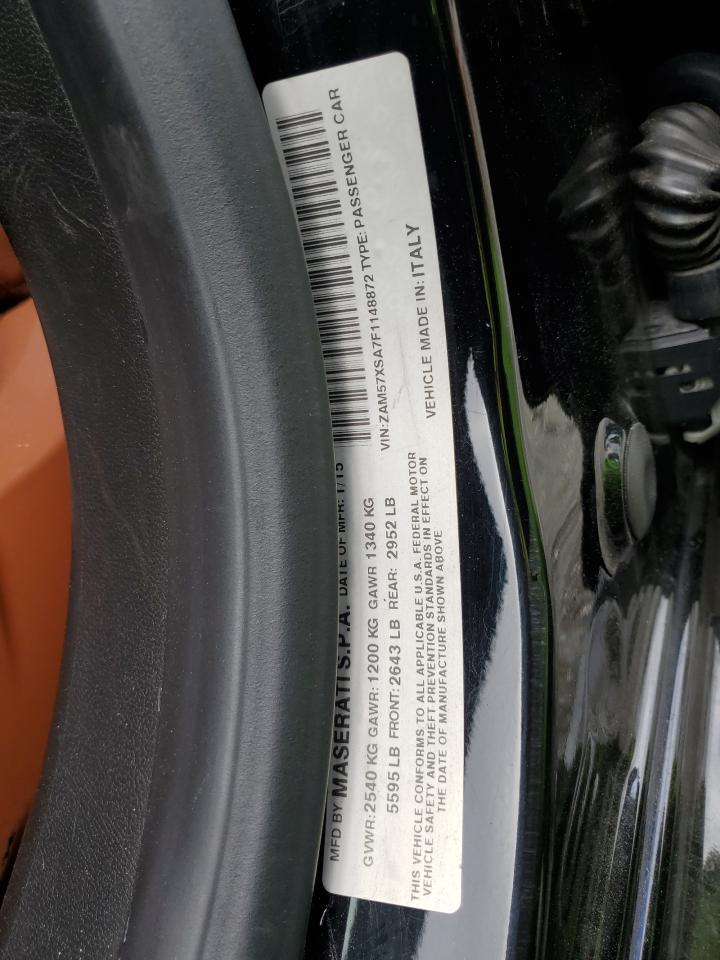 MFD BY MASERATI S.P.A. DATE OF MFR: 1/15
GVWR: 2540 KG GAWR: 1200 KG GAWR 1340 KG
5595 LB FRONT: 2643 LB REAR: 2952 LB
THIS VEHICLE CONFORMS TO ALL APPLICABLE U.S.A. FEDERAL MOTOR
VEHICLE SAFETY AND THEFT PREVENTION STANDARDS IN EFFECT ON
THE DATE OF MANUFACTURE SHOWN ABOVE
VIN: ZAM57XSA7F1148872 TYPE: PASSENGER CAR
VEHICLE MADE IN: ITALY